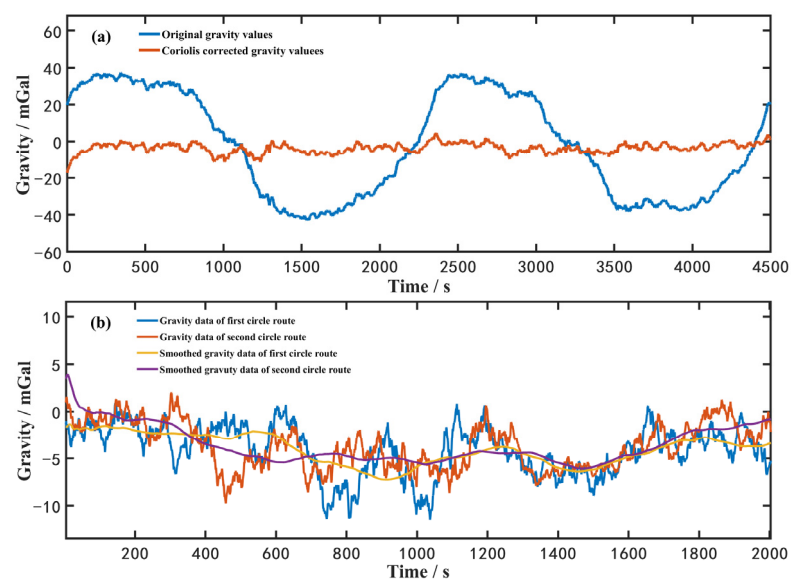 (a)
Original gravity values
Coriolis corrected gravity valuees
Gravity / mGal
60
40
20
0
−20
−40
−60
0 500 1000 1500 2000 2500 3000 3500 4000 4500
Time / s
(b)
Gravity data of first circle route
Gravity data of second circle route
Smoothed gravity data of first circle route
Smoothed gravuty data of second circle route
Gravity / mGal
10
5
0
−5
−10
200 400 600 800 1000 1200 1400 1600 1800 2000
Time / s